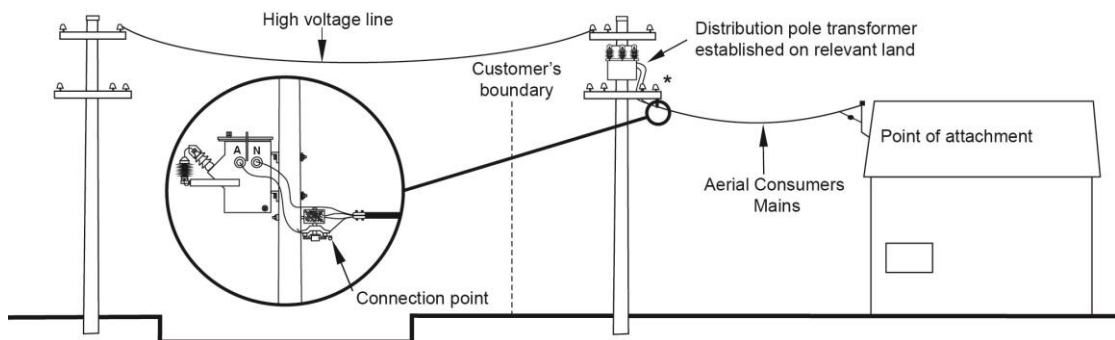 High voltage line
Distribution pole transformer
established on relevant land
Customer's
boundary
*
A N
Point of attachment
Aerial Consumers
Mains
Connection point